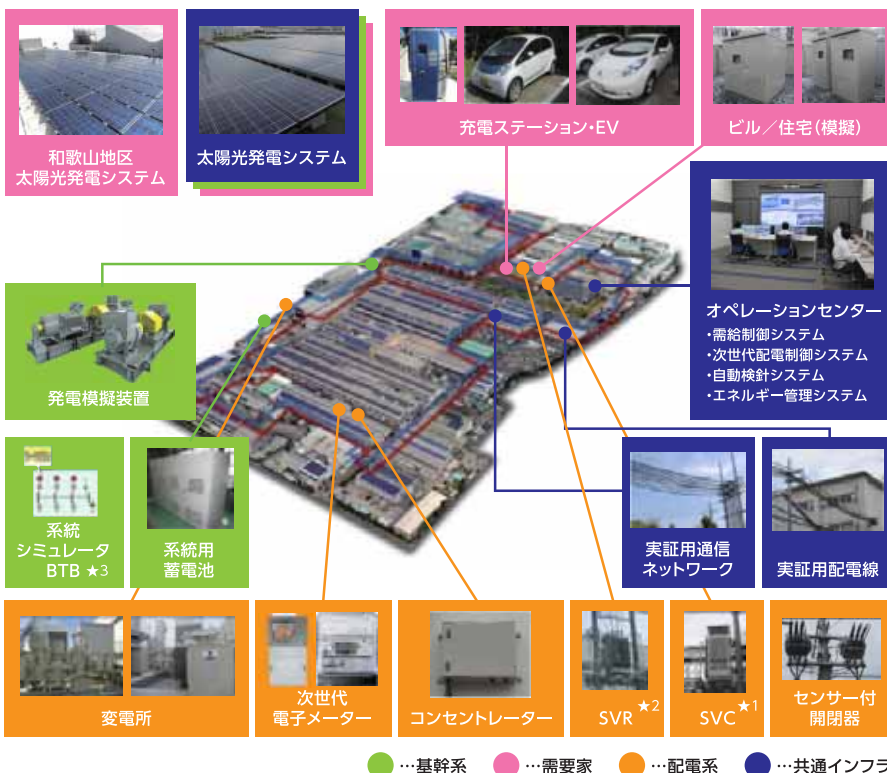 和歌山地区
太陽光発電システム
太陽光発電システム
充電ステーション・EV
ビル／住宅(模擬)
オペレーションセンター
・需給制御システム
・次世代配電制御システム
・自動検針システム
・エネルギー管理システム
発電模擬装置
系統
シミュレータ
BTB ★3
系統用
蓄電池
実証用通信
ネットワーク
実証用配電線
変電所
次世代
電子メーター
コンセントレーター
SVR ★2
SVC ★1
センサー付
開閉器
…基幹系 …需要家 …配電系 …共通インフラ